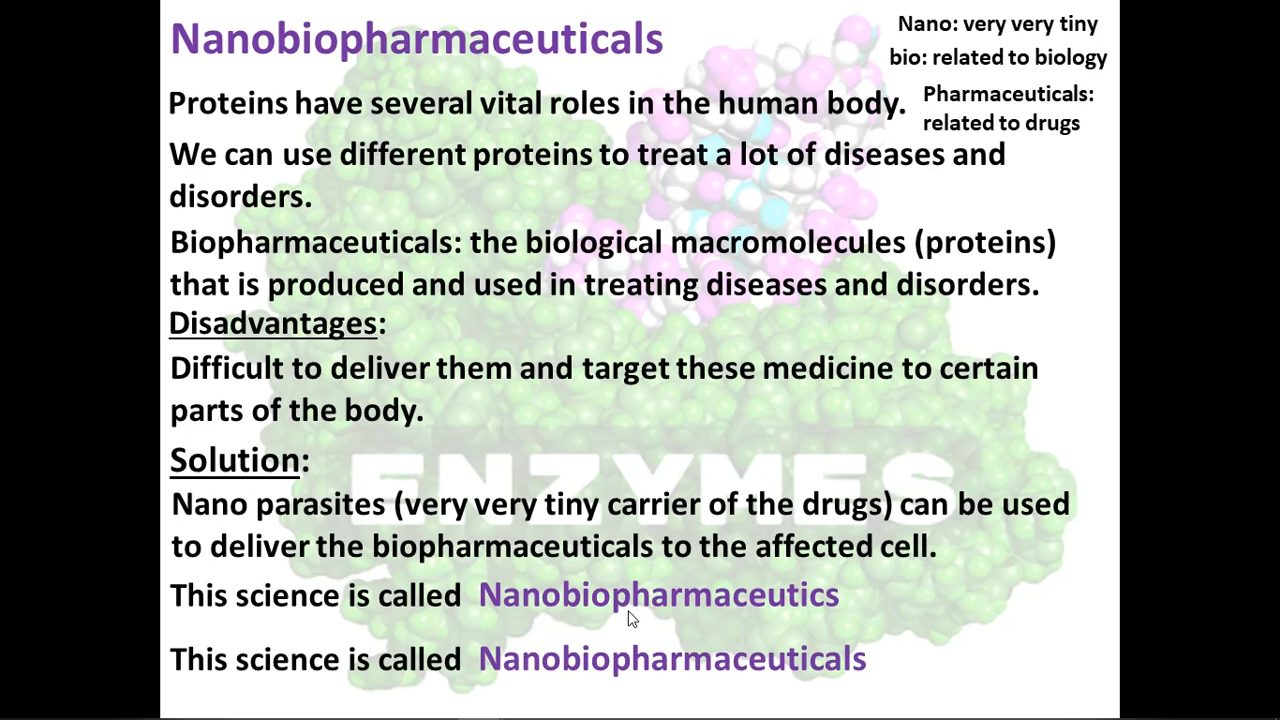 Nanobiopharmaceuticals
Nano: very very tiny
bio: related to biology
Pharmaceuticals:
related to drugs
Proteins have several vital roles in the human body.
We can use different proteins to treat a lot of diseases and
disorders.
Biopharmaceuticals: the biological macromolecules (proteins)
that is produced and used in treating diseases and disorders.
Disadvantages:
Difficult to deliver them and target these medicine to certain
parts of the body.
Solution:
ENZYMES
Nano parasites (very very tiny carrier of the drugs) can be used
to deliver the biopharmaceuticals to the affected cell.
This science is called Nanobiopharmaceutics
This science is called Nanobiopharmaceuticals